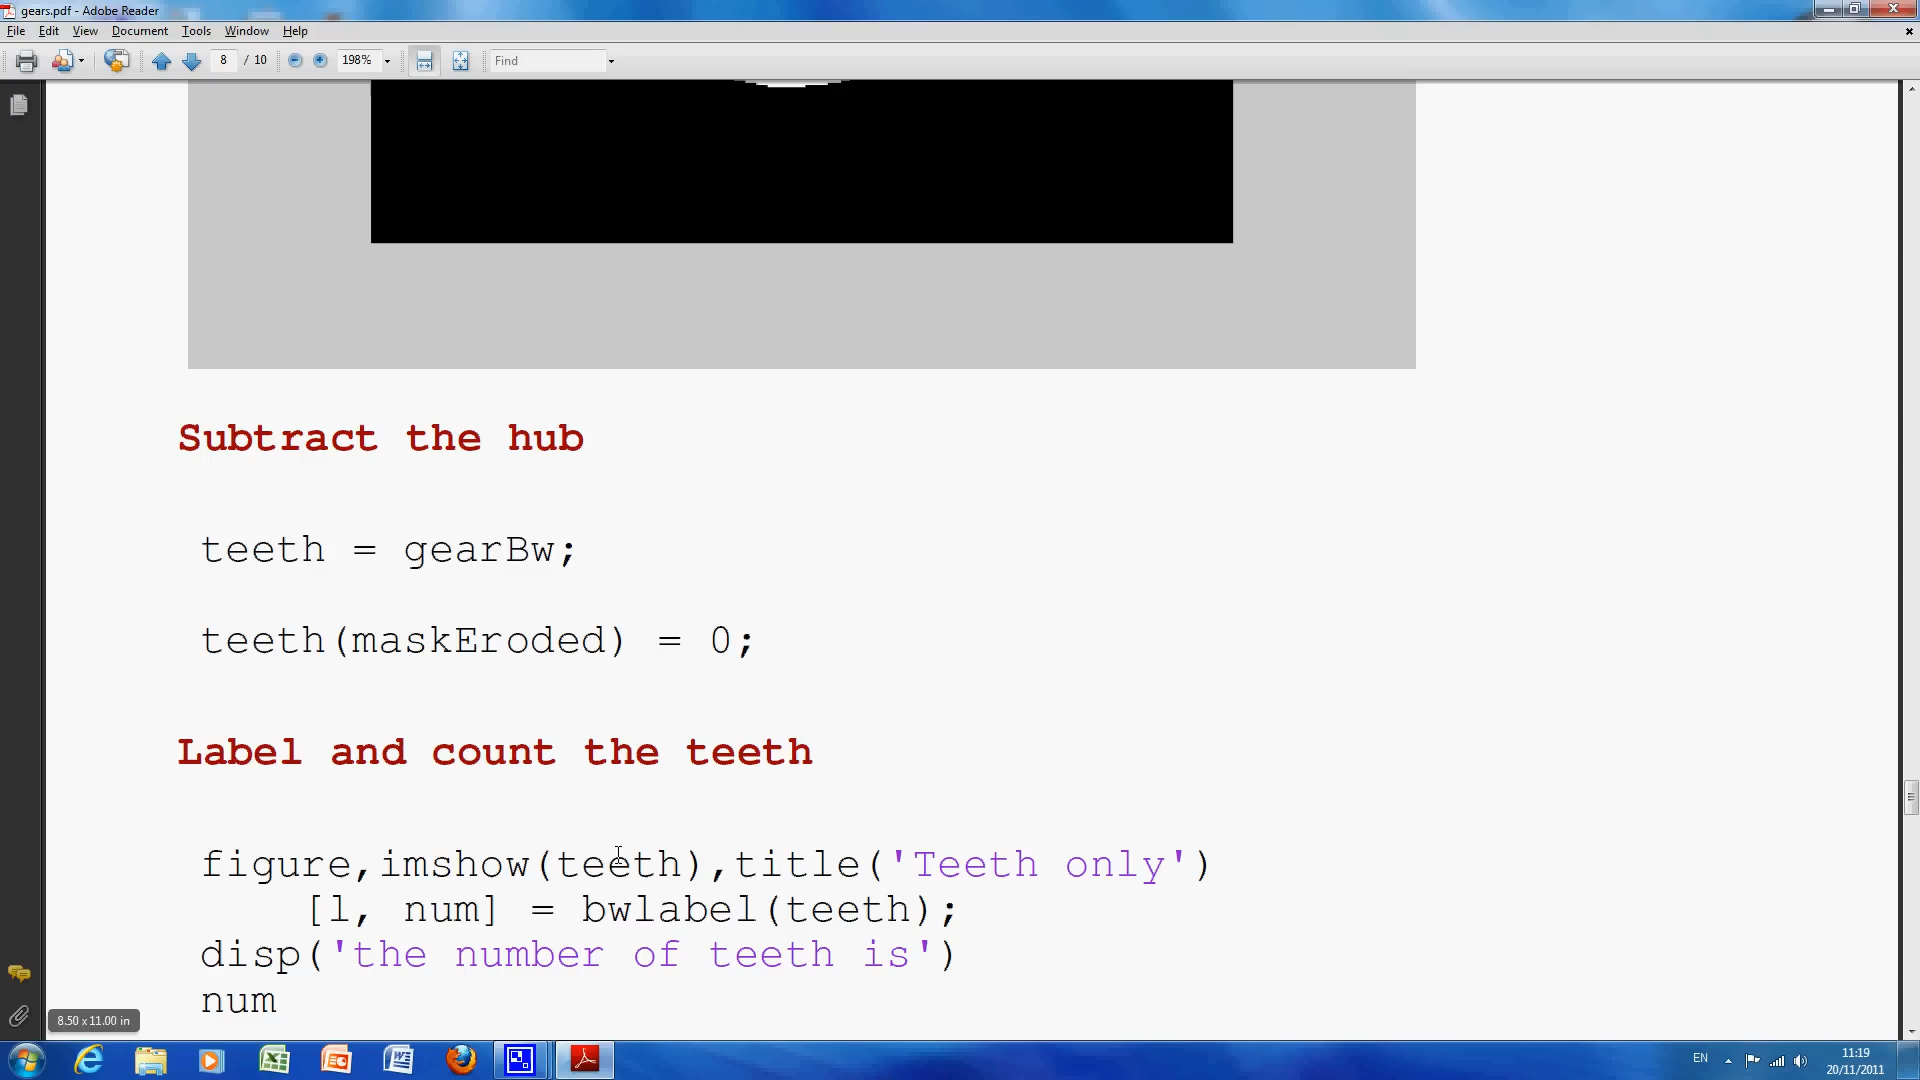 gears.pdf - Adobe Reader
File Edit View Document Tools Window Help
8 / 10 198% Find
Subtract the hub
teeth = gearBw;
teeth(maskEroded) = 0;
Label and count the teeth
figure,imshow(teeth),title('Teeth only')
[l, num] = bwlabel(teeth);
disp('the number of teeth is')
num
8.50 x 11.00 in
EN 11:19
20/11/2011